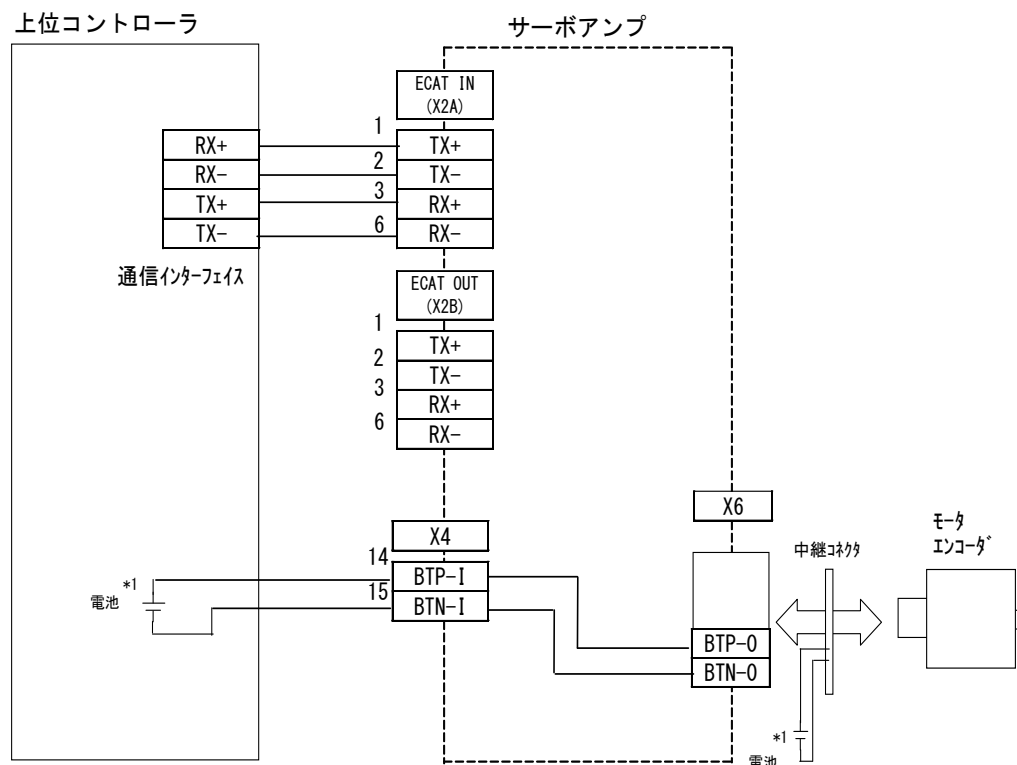 上位コントローラ
サーボアンプ
ECAT IN
(X2A)
1
RX+
TX+
2
RX-
TX-
3
TX+
RX+
6
TX-
RX-
通信インターフェイス
ECAT OUT
(X2B)
1
TX+
2
TX-
3
RX+
6
RX-
X6
X4
モータ
エンコーダ
中継コネクタ
14
BTP-I
*1
電池
15
BTN-I
BTP-O
BTN-O
*1
電池